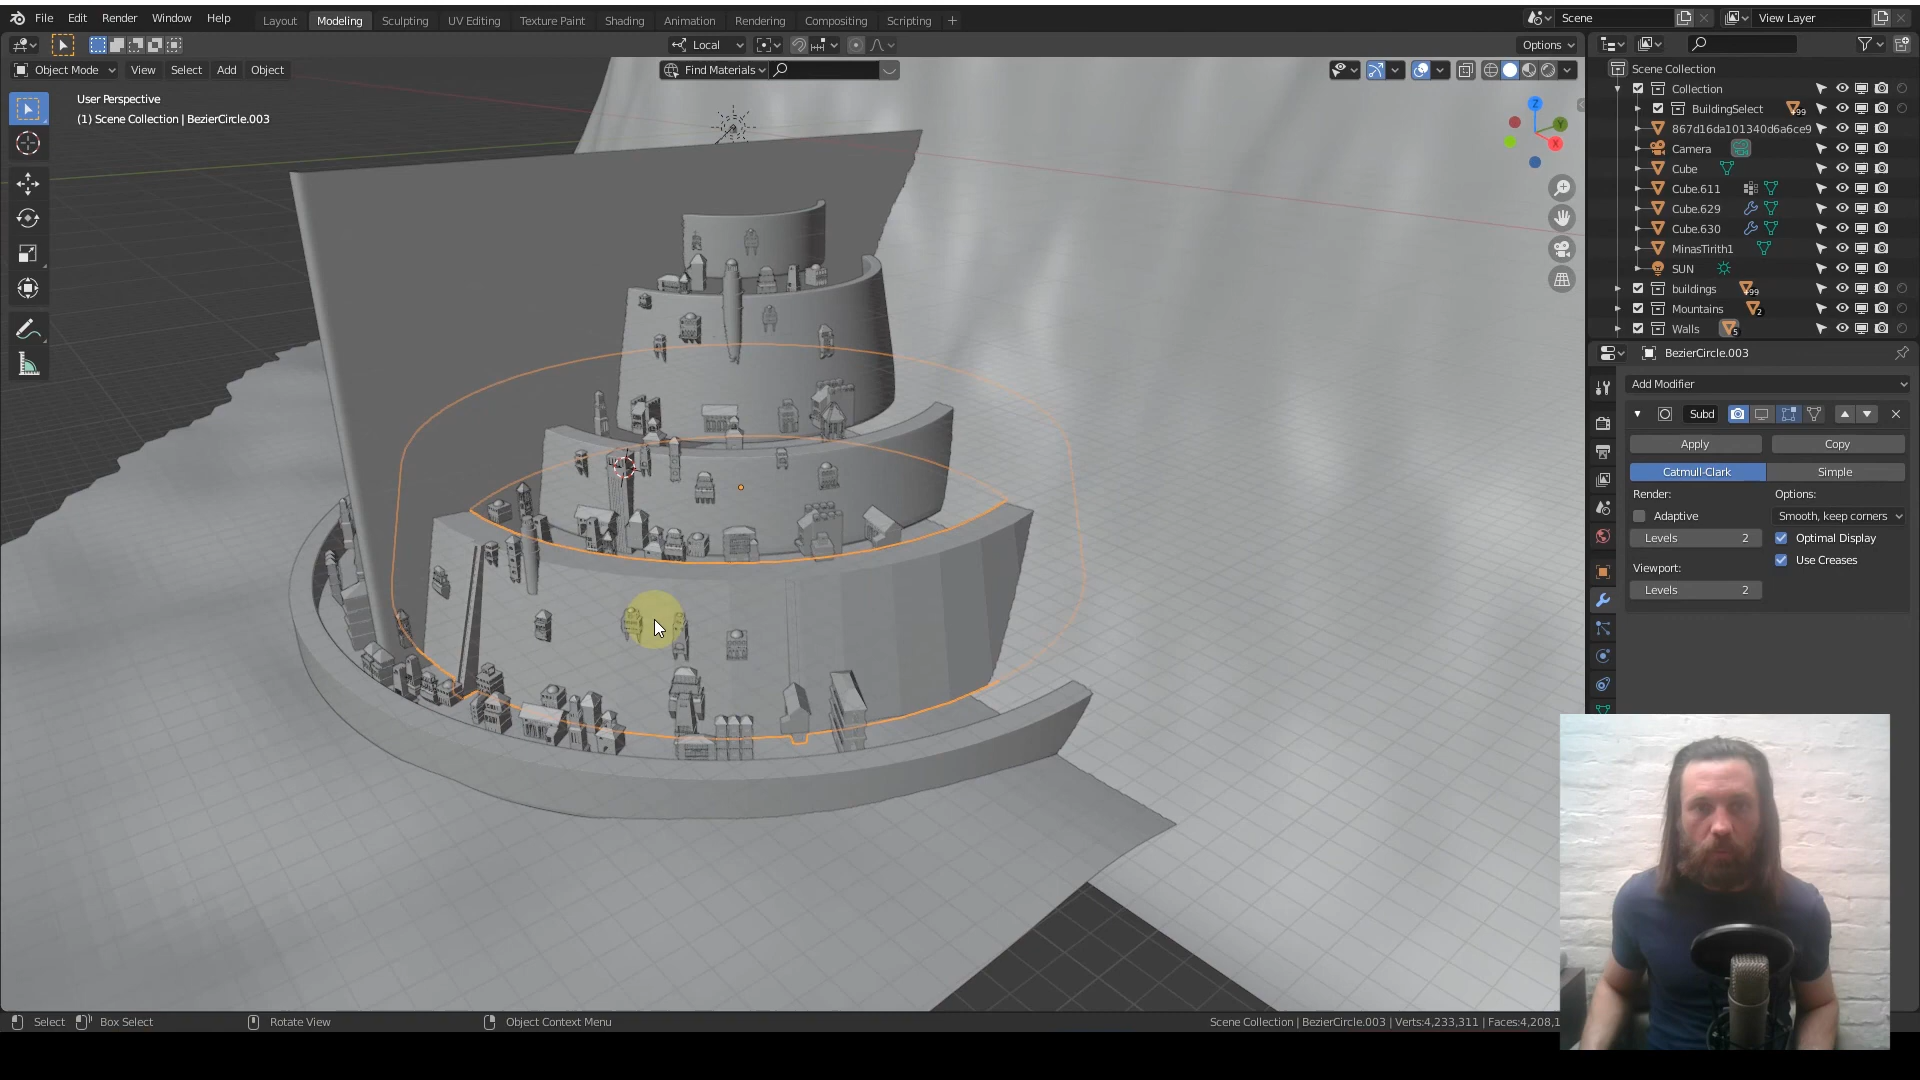 File Edit Render Window Help
Layout Modeling Sculpting UV Editing Texture Paint Shading Animation Rendering Compositing Scripting +
Scene View Layer
Local Options
Object Mode View Select Add Object Find Materials
User Perspective
(1) Scene Collection | BezierCircle.003
Z
Y
X
Scene Collection
Collection
BuildingSelect +99
867d16da101340d6a6ce9
Camera
Cube
Cube.611
Cube.629
Cube.630
MinasTirith1
SUN
buildings +99
Mountains 2
Walls 5
BezierCircle.003
Add Modifier
Subd
Apply Copy
Catmull-Clark Simple
Render: Options:
Adaptive Smooth, keep corners
Levels 2 Optimal Display
Use Creases
Viewport:
Levels 2
Select Box Select Rotate View Object Context Menu
Scene Collection | BezierCircle.003 | Verts:4,233,311 | Faces:4,208,1